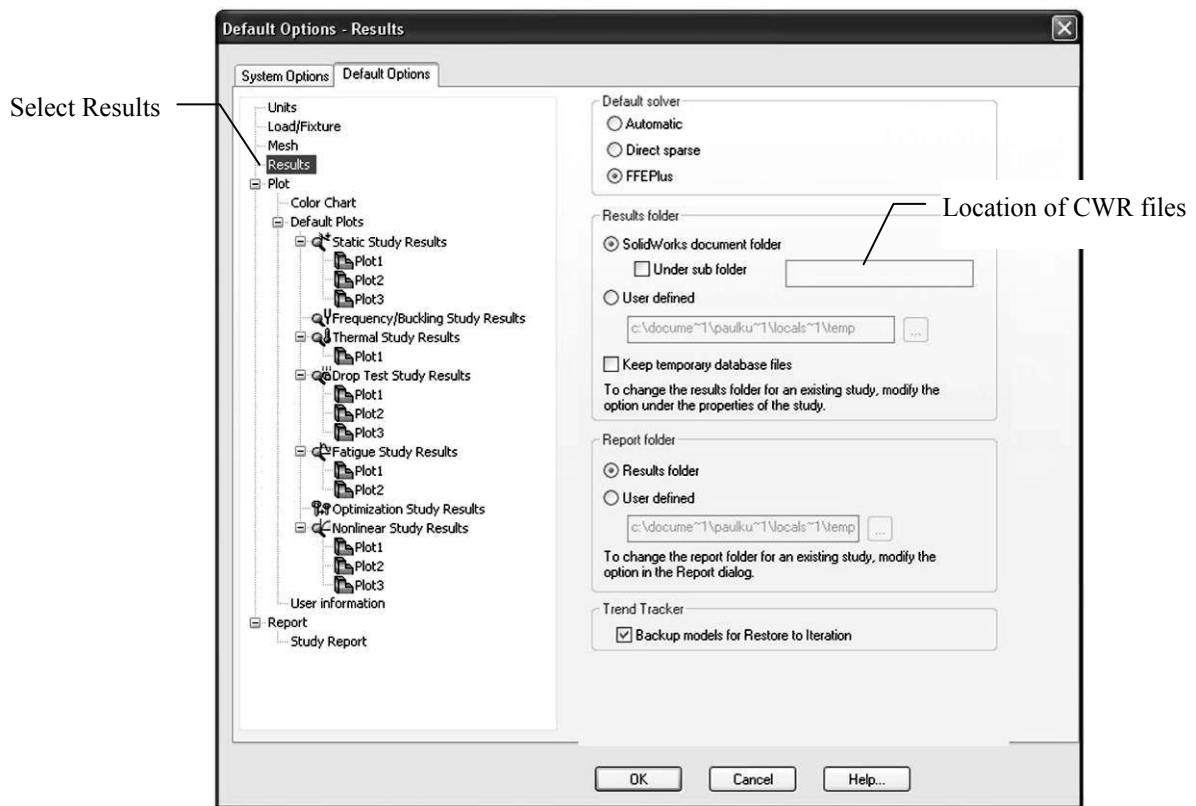 Default Options - Results
System Options Default Options
Select Results
Units
Load/Fixture
Mesh
Results
Plot
Color Chart
Default Plots
Static Study Results
Plot1
Plot2
Plot3
Frequency/Buckling Study Results
Thermal Study Results
Plot1
Drop Test Study Results
Plot1
Plot2
Plot3
Fatigue Study Results
Plot1
Plot2
Optimization Study Results
Nonlinear Study Results
Plot1
Plot2
Plot3
User information
Report
Study Report
Default solver
Automatic
Direct sparse
FFEPlus
Results folder
Location of CWR files
SolidWorks document folder
Under sub folder
User defined
c:\docume~1\paulku~1\locals~1\temp ...
Keep temporary database files
To change the results folder for an existing study, modify the
option under the properties of the study.
Report folder
Results folder
User defined
c:\docume~1\paulku~1\locals~1\temp ...
To change the report folder for an existing study, modify the
option in the Report dialog.
Trend Tracker
Backup models for Restore to Iteration
OK Cancel Help...